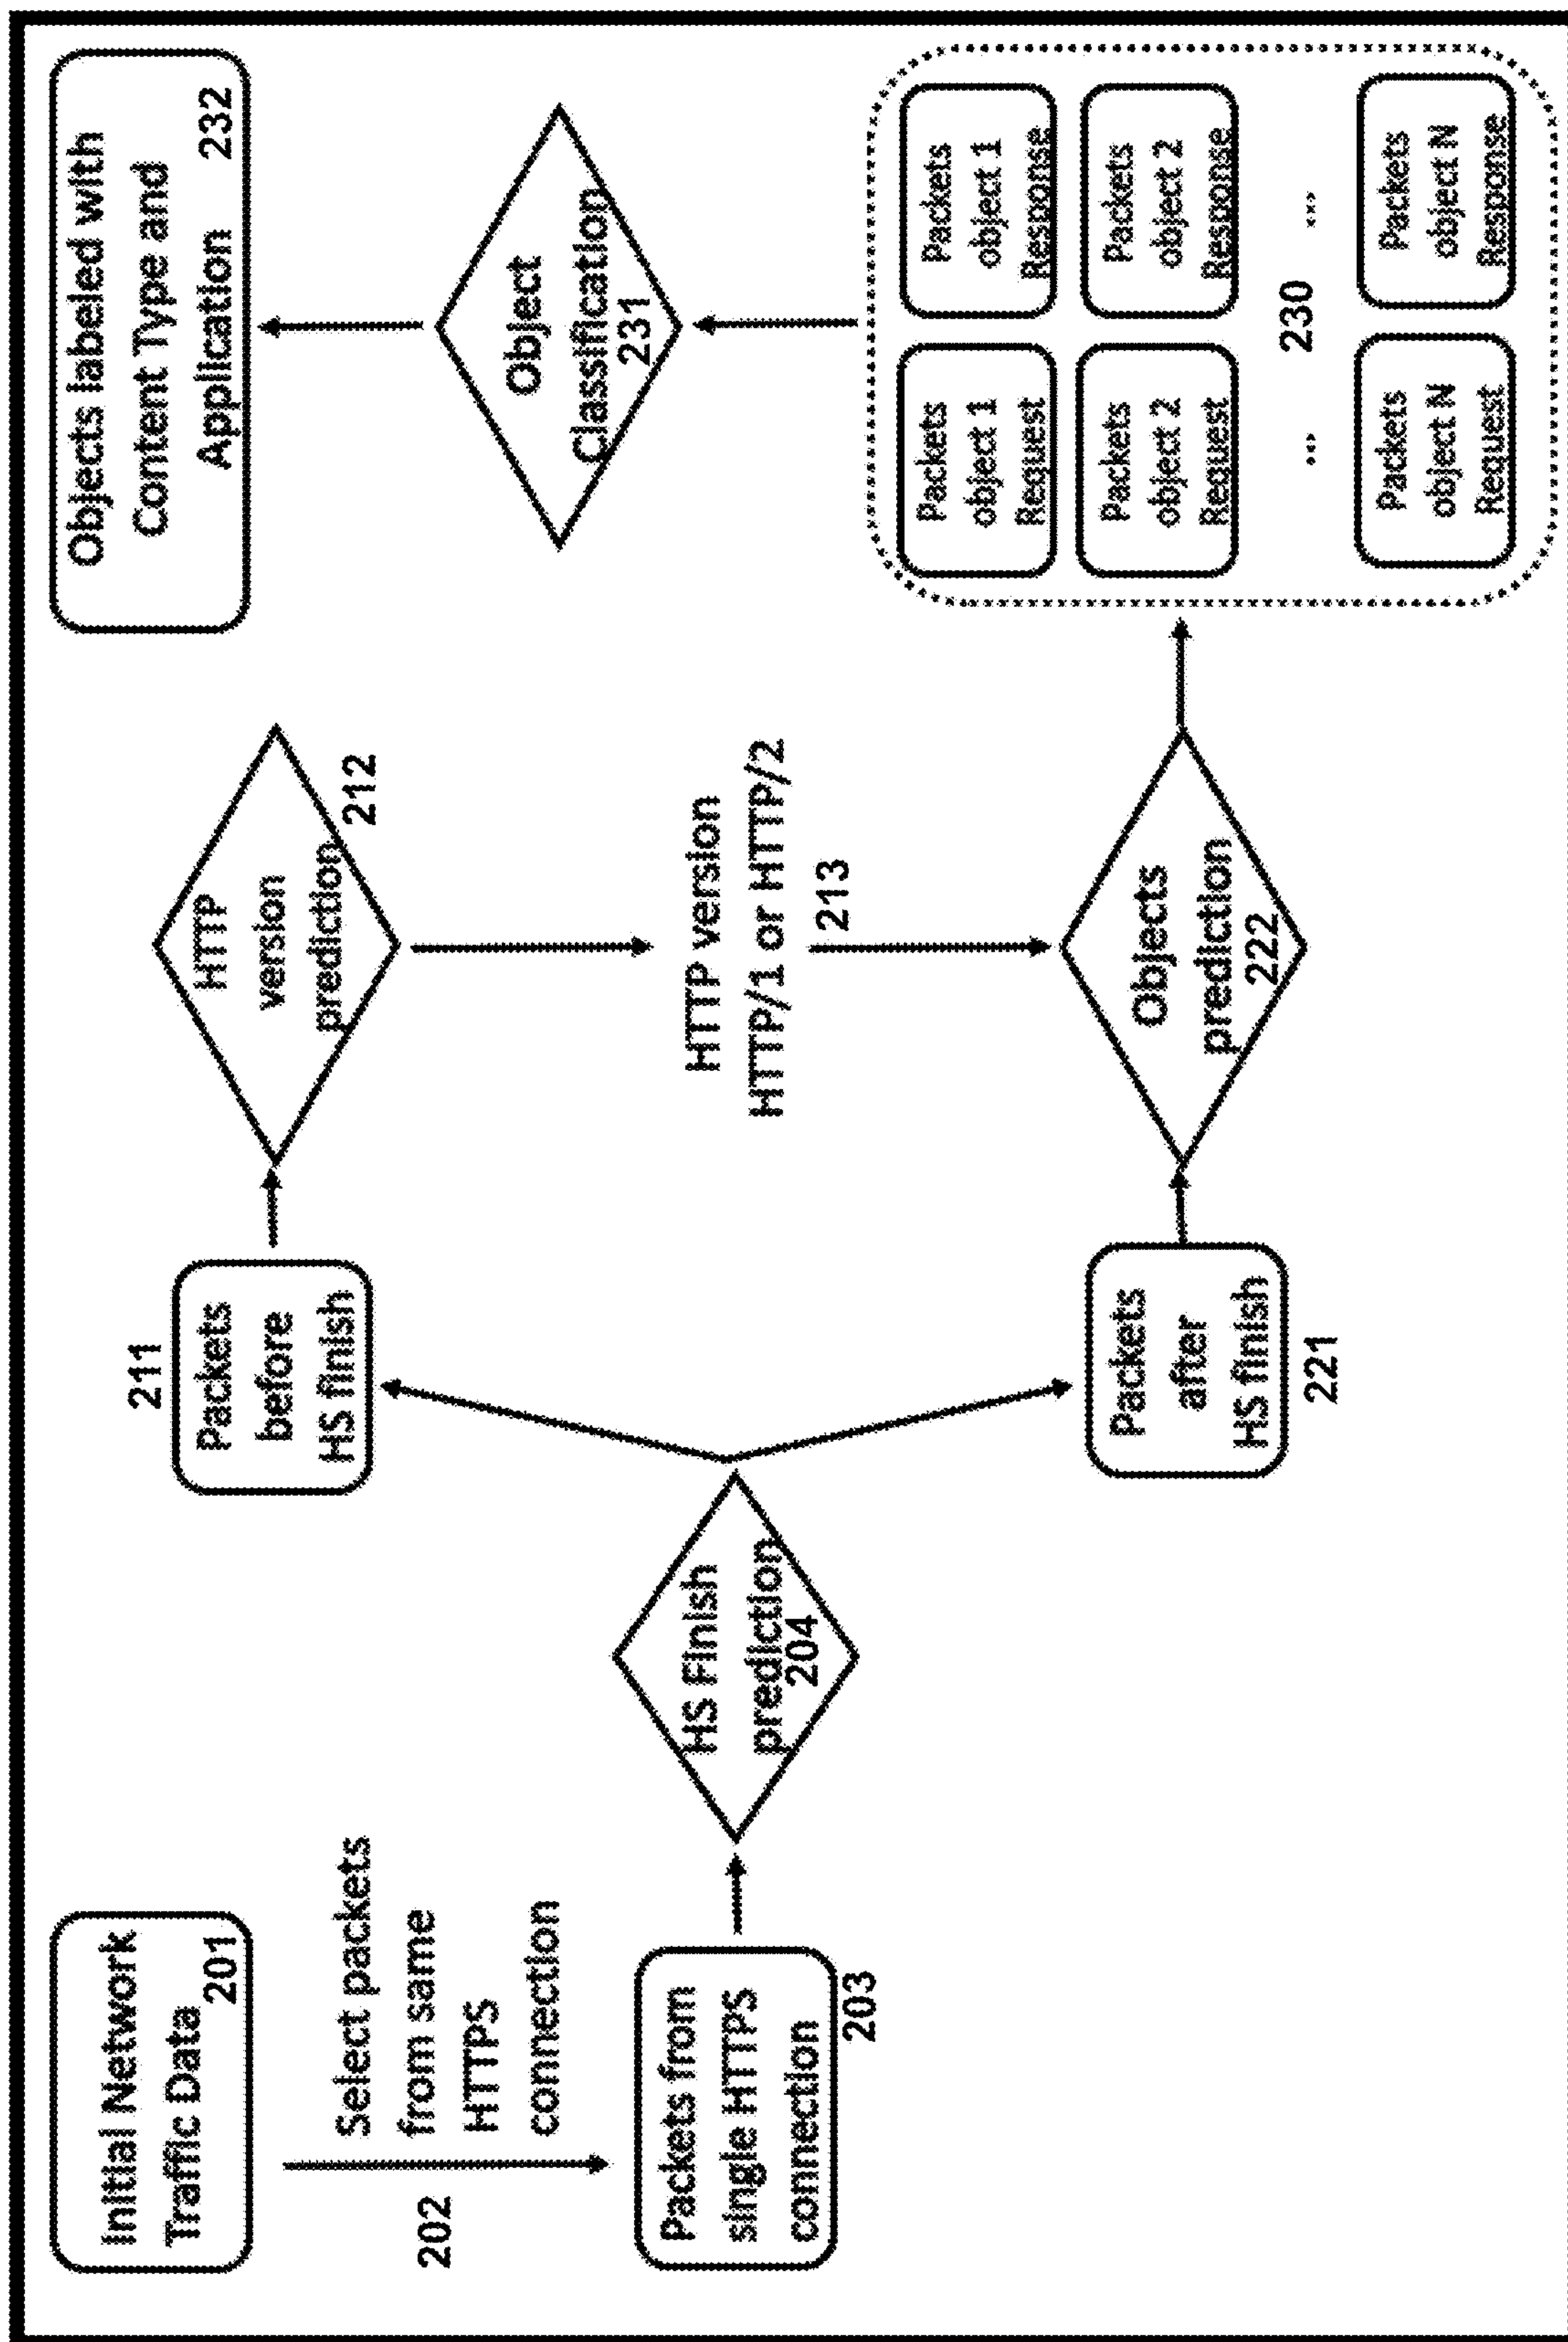 Initial Network
Traffic Data
201
202
Select packets
from same
HTTPS
connection
Packets from
single HTTPS
connection
203
HS Finish
prediction
204
211
Packets
before
HS finish
Packets
after
HS finish
221
HTTP
version
prediction
212
HTTP version
HTTP/1 or HTTP/2
213
Objects
prediction
222
Packets
object 1
Request
Packets
object 1
Response
Packets
object 2
Request
Packets
object 2
Response
230
...
...
Packets
object N
Request
Packets
object N
Response
Object
Classification
231
Objects labeled with
Content Type and
Application 232